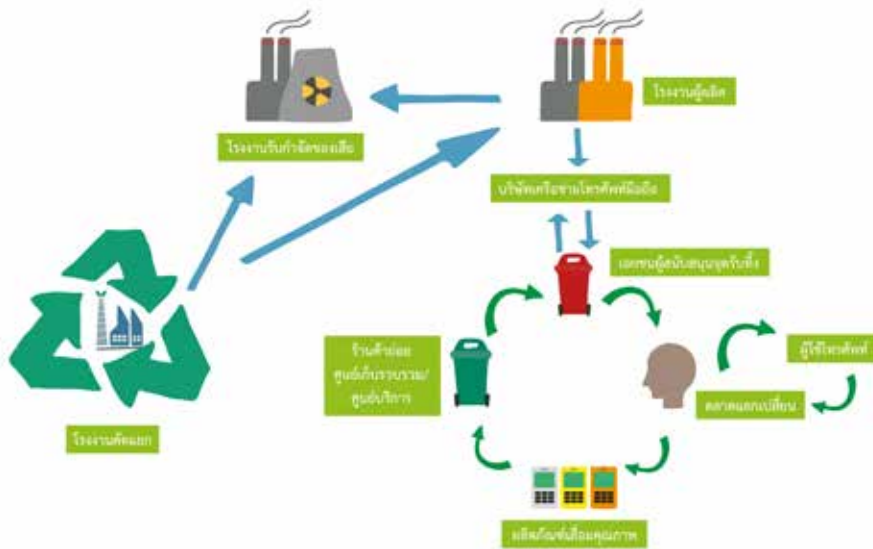 โรงงานผู้ผลิต
โรงงานรับกำจัดของเสีย
บริษัทเครือข่ายโทรศัพท์มือถือ
เอกชนผู้สนับสนุนจุดรับทิ้ง
ร้านค้าย่อย
ศูนย์เก็บรวบรวม/
ศูนย์บริการ
ผู้ใช้โทรศัพท์
ตลาดแลกเปลี่ยน
โรงงานคัดแยก
ผลิตภัณฑ์เสื่อมคุณภาพ